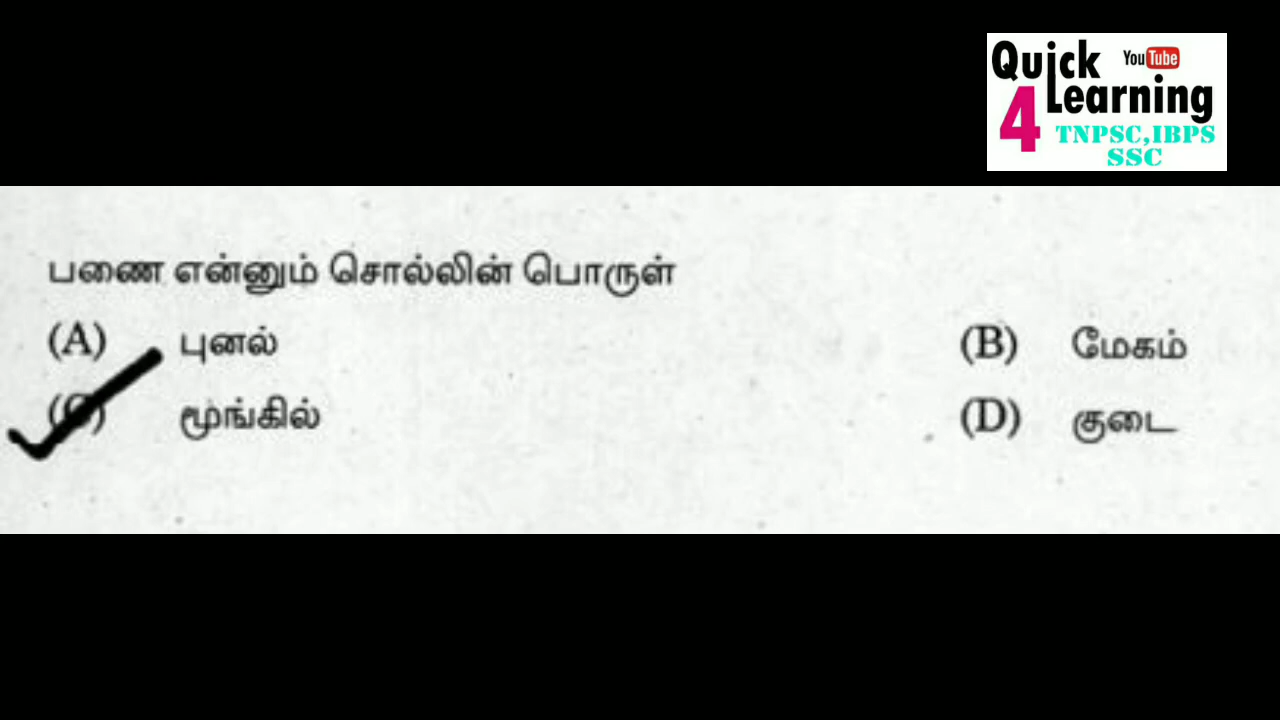 Quick YouTube
4 Learning
TNPSC,IBPS
SSC
பணை என்னும் சொல்லின் பொருள்
(A) புனல் (B) மேகம்
(C) மூங்கில் (D) குடை